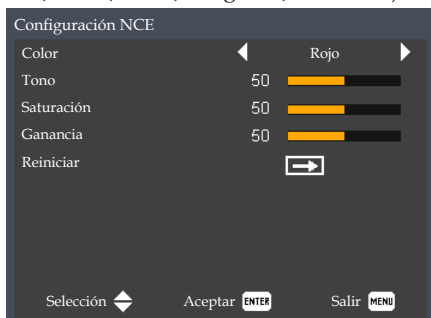 Configuración NCE
Color Rojo
Tono 50
Saturación 50
Ganancia 50
Reiniciar
Selección Aceptar ENTER Salir MENU